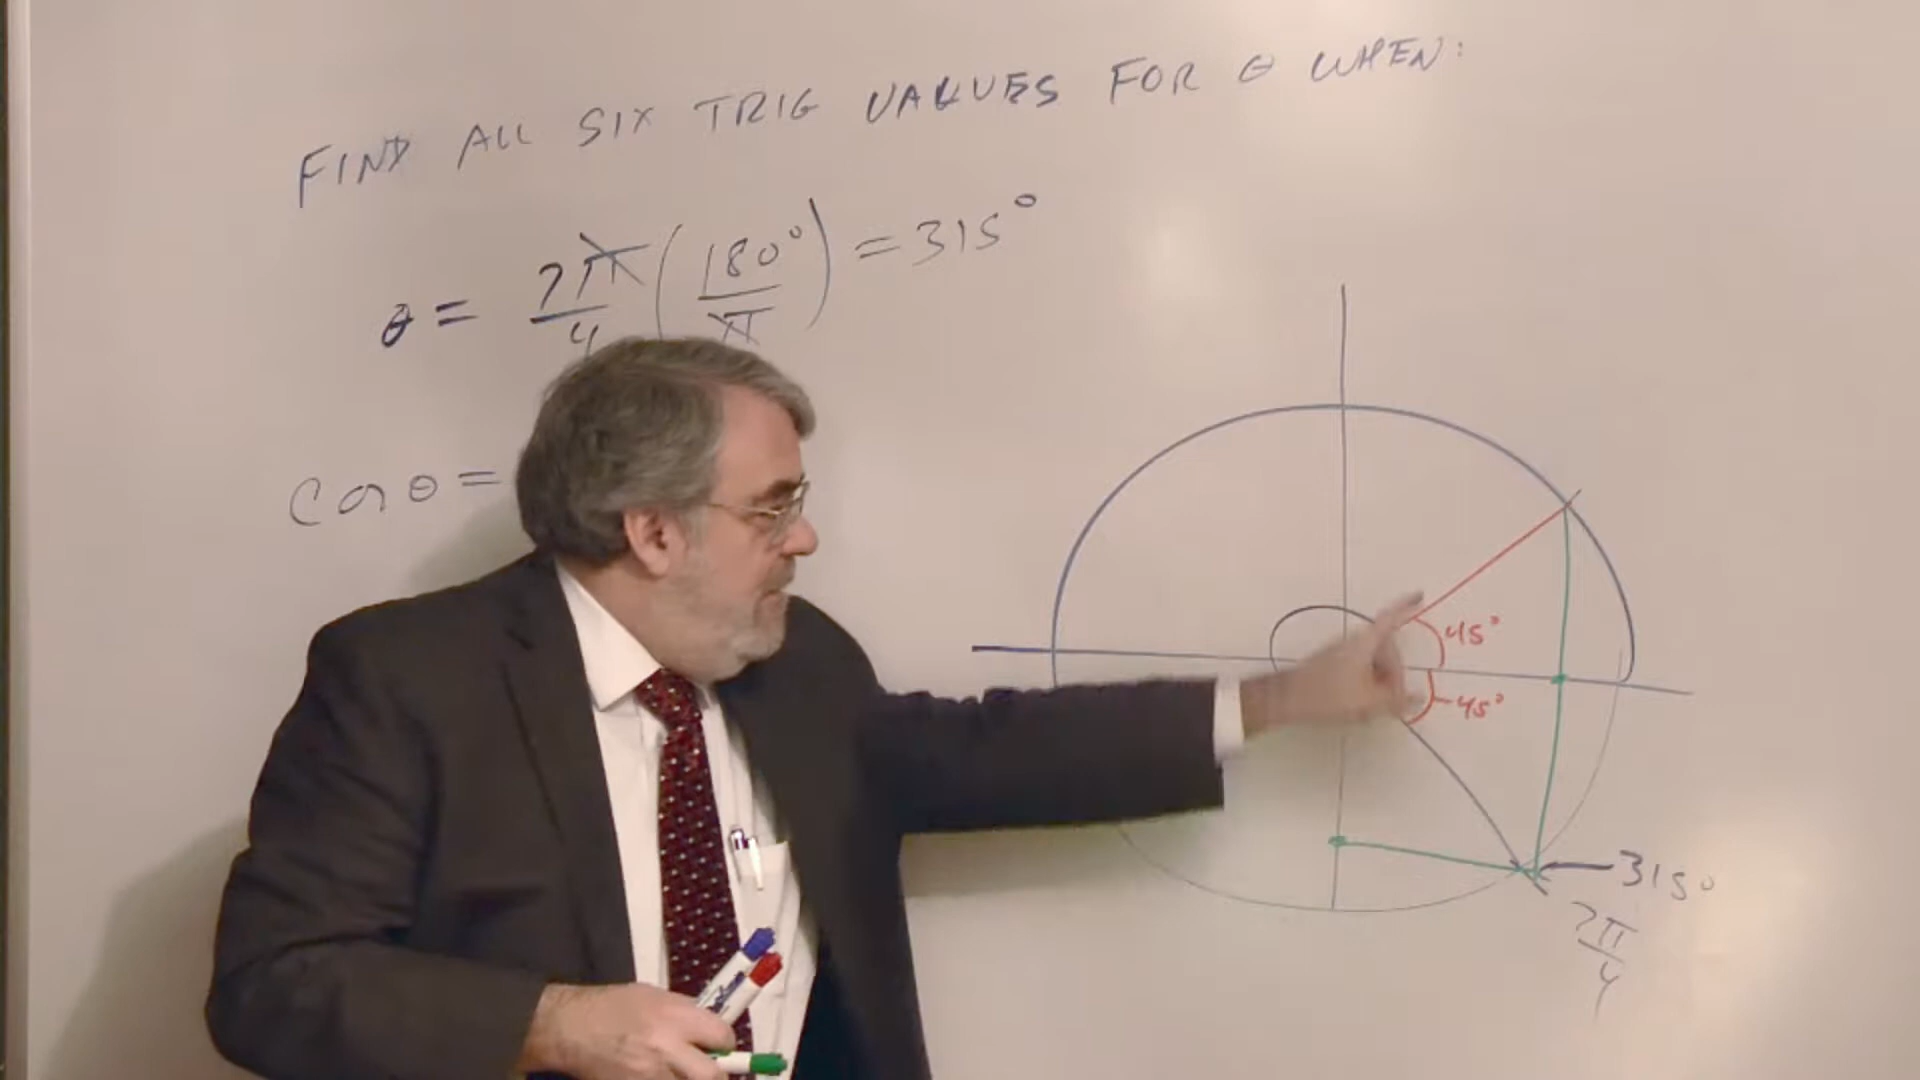 FIND ALL SIX TRIG VALUES FOR θ WHEN:
θ = 7π/4 (180°/π) = 315°
Cos θ =
45°
45°
315°
7π/4